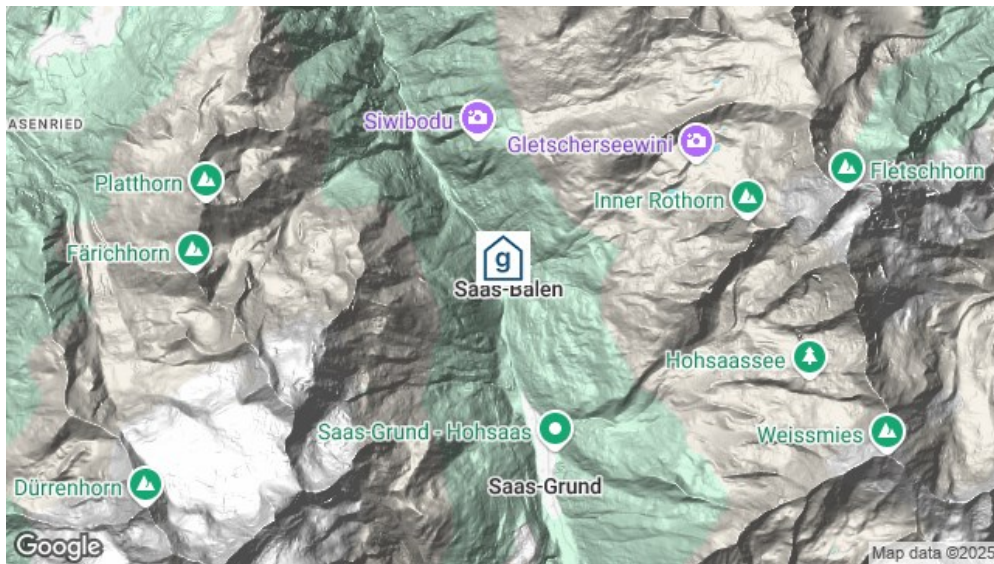 ASENRIED
Siwibodu
Gletscherseewini
Platthorn
Fletschhorn
Inner Rothorn
Färichhorn
g
Saas-Balen
Hohsaassee
Saas-Grund - Hohsaas
Weissmies
Dürrenhorn
Saas-Grund
Google
Map data ©2025